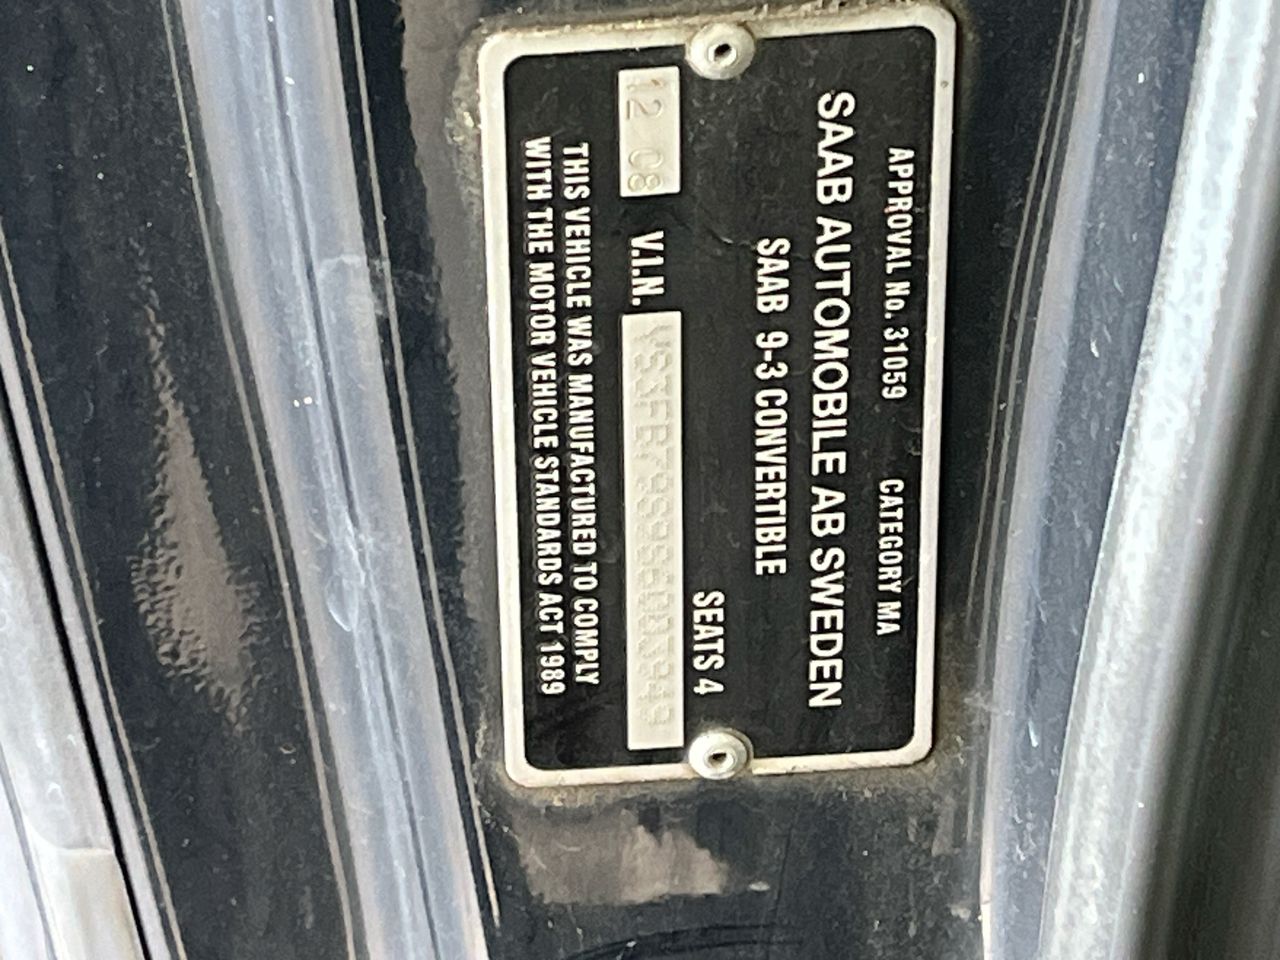 APPROVAL No. 31059 CATEGORY MA
SAAB AUTOMOBILE AB SWEDEN
SAAB 9-3 CONVERTIBLE
SEATS 4
12 08 V.I.N.
THIS VEHICLE WAS MANUFACTURED TO COMPLY
WITH THE MOTOR VEHICLE STANDARDS ACT 1989